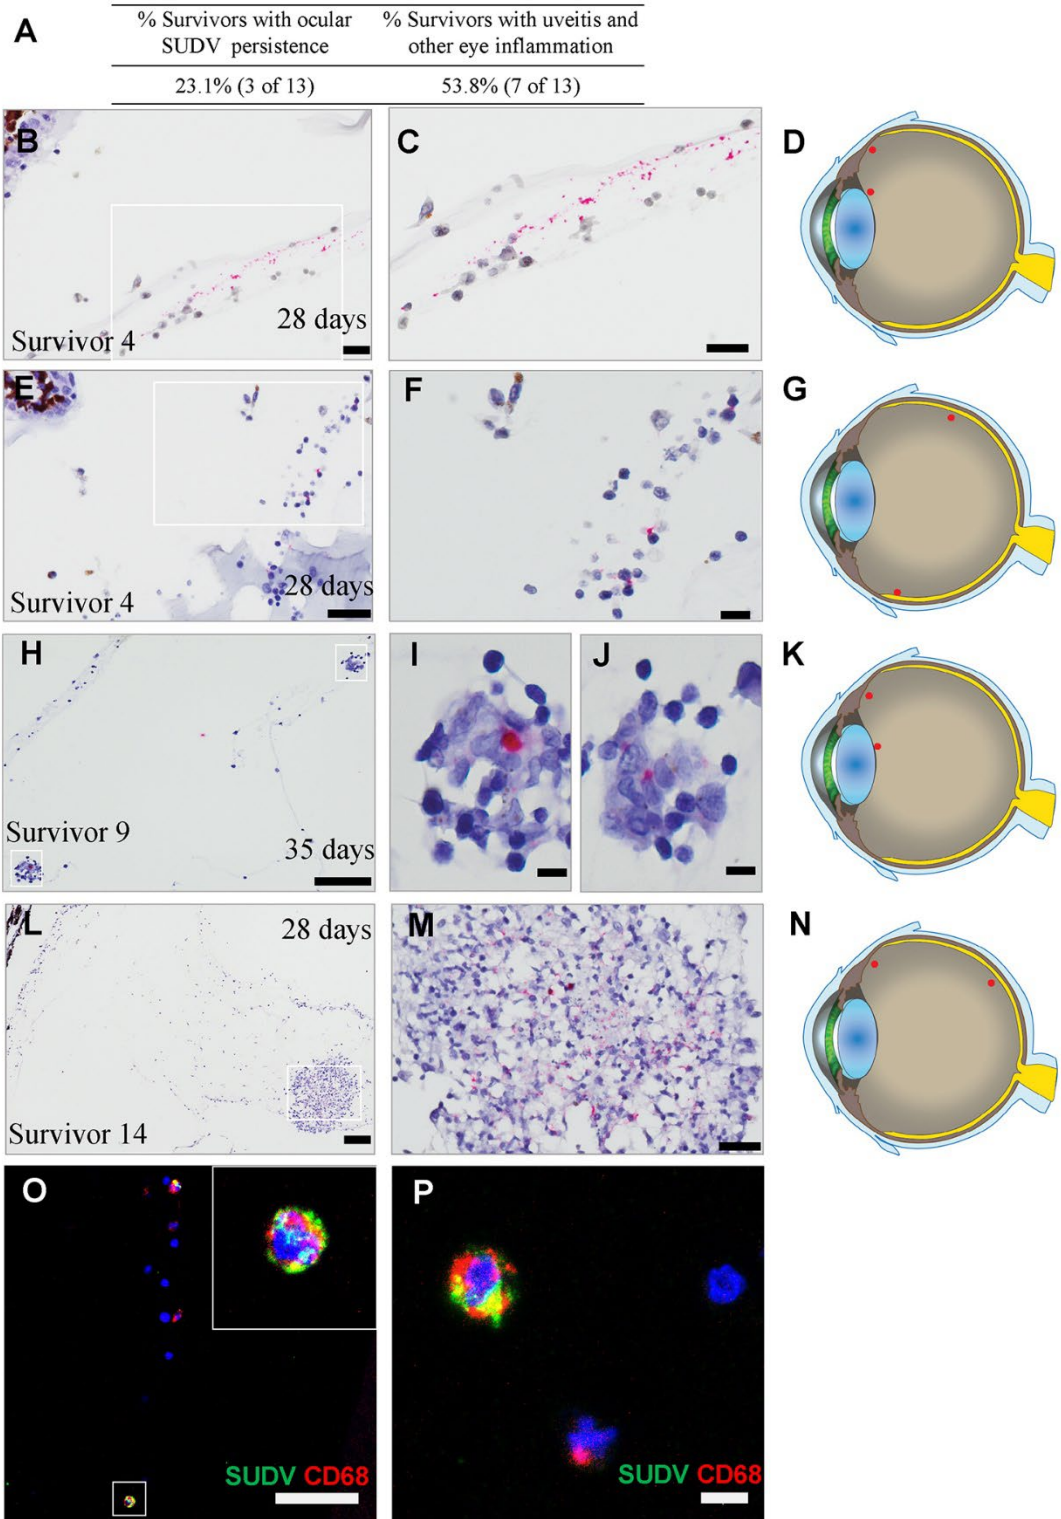 A
% Survivors with ocular SUDV persistence
% Survivors with uveitis and other eye inflammation
23.1% (3 of 13)
53.8% (7 of 13)
B
28 days
Survivor 4
C
D
E
28 days
Survivor 4
F
G
H
Survivor 9
35 days
I
J
K
L
28 days
Survivor 14
M
N
O
SUDV CD68
P
SUDV CD68